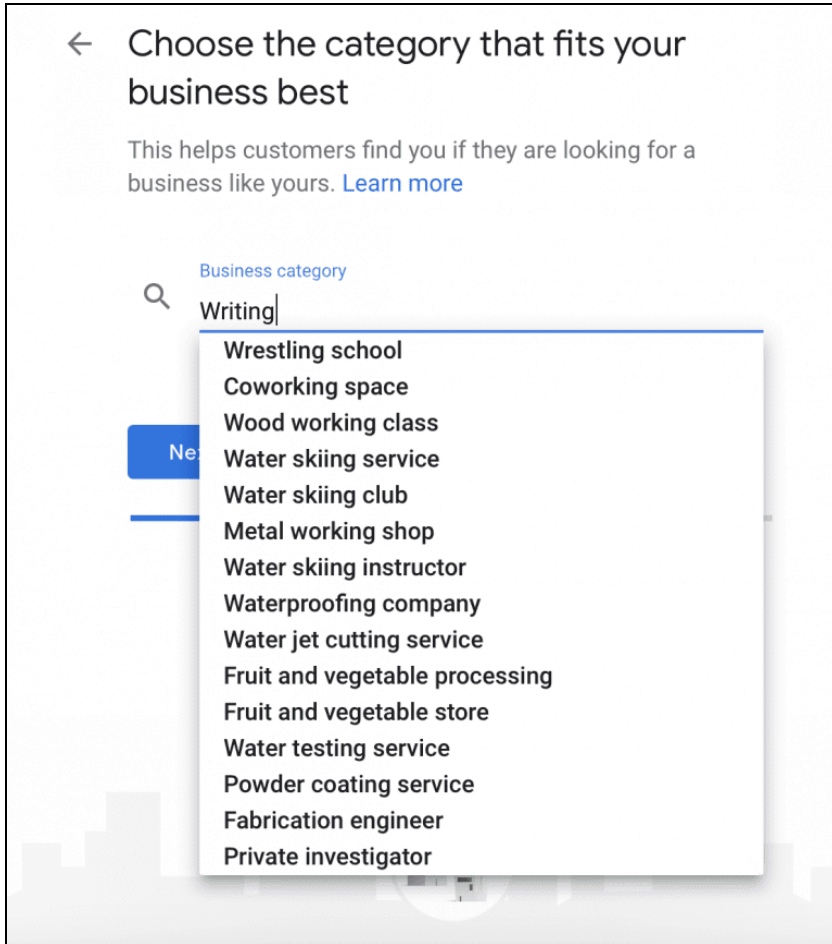 Choose the category that fits your
business best
This helps customers find you if they are looking for a
business like yours. Learn more
Business category
Writing
Wrestling school
Coworking space
Wood working class
Ne
Water skiing service
Water skiing club
Metal working shop
Water skiing instructor
Waterproofing company
Water jet cutting service
Fruit and vegetable processing
Fruit and vegetable store
Water testing service
Powder coating service
Fabrication engineer
Private investigator